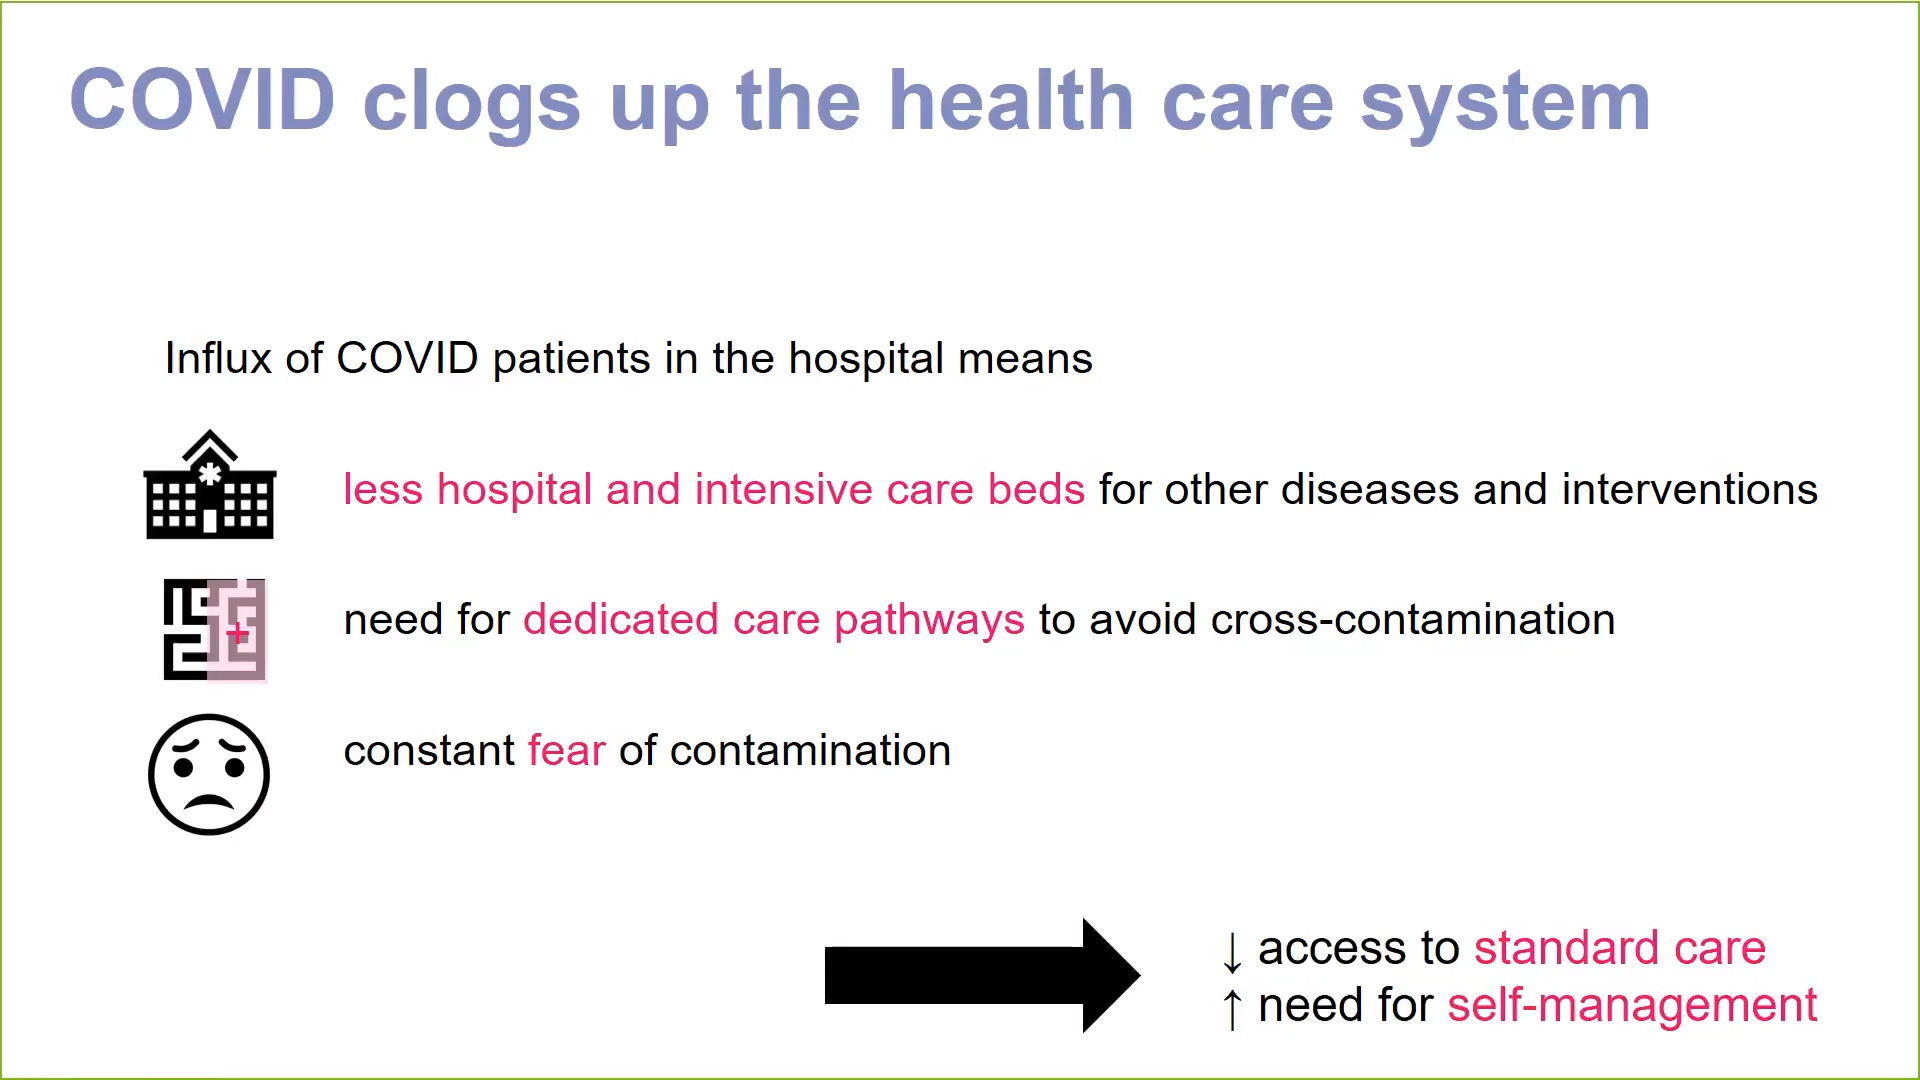 COVID clogs up the health care system
Influx of COVID patients in the hospital means
less hospital and intensive care beds for other diseases and interventions
need for dedicated care pathways to avoid cross-contamination
constant fear of contamination
↓ access to standard care
↑ need for self-management